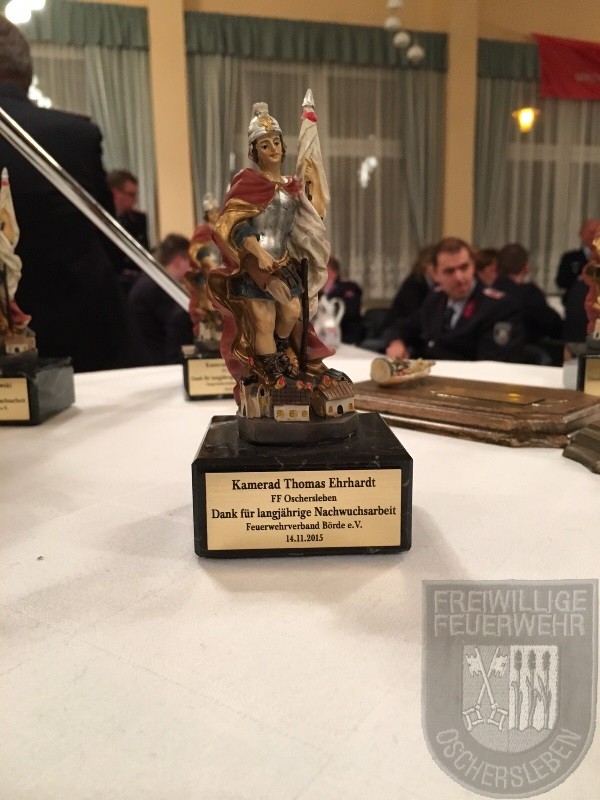 Kamerad Thomas Ehrhardt
FF Oschersleben
Dank für langjährige Nachwuchsarbeit
Feuerwehrverband Börde e.V.
14.11.2015
FREIWILLIGE
FEUERWEHR
OSCHERSLEBEN